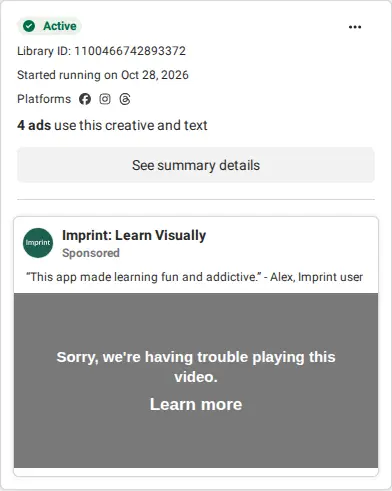 Active
Library ID: 1100466742893372
Started running on Oct 28, 2026
Platforms
4 ads use this creative and text
See summary details
Imprint
Imprint: Learn Visually
Sponsored
“This app made learning fun and addictive.” - Alex, Imprint user
Sorry, we're having trouble playing this
video.
Learn more